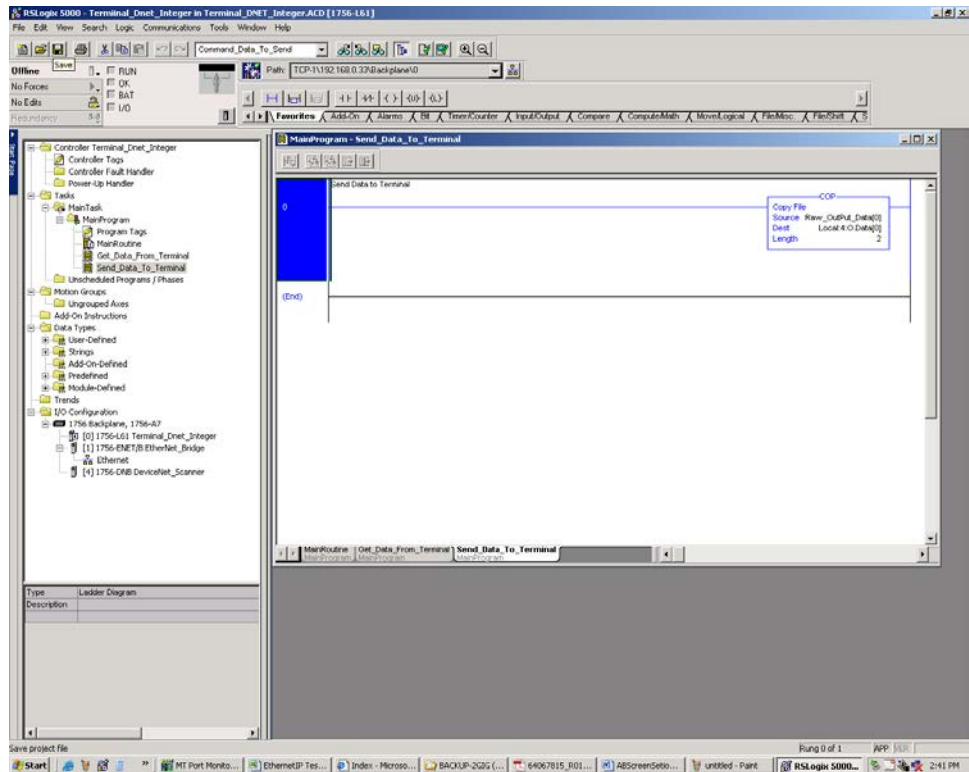 RSLogix 5000 - Termiinal_Dnet_Integer in Terminal_DNET_Integer.ACD [1756-L61]
File Edit View Search Logic Communications Tools Window Help
Command_Data_To_Send
Save
Offline
RUN
Path: TCP-1\192.168.0.33\Backplane\0
No Forces
OK
No Edits
BAT
Redundancy
I/O
Favorites Add-On Alarms Bit Timer/Counter Input/Output Compare Compute/Math Move/Logical File/Misc. File/Shift S
Start Page
Controller Terminal_Dnet_Integer
Controller Tags
Controller Fault Handler
Power-Up Handler
Tasks
MainTask
MainProgram
Program Tags
MainRoutine
Get_Data_From_Terminal
Send_Data_To_Terminal
Unscheduled Programs / Phases
Motion Groups
Ungrouped Axes
Add-On Instructions
Data Types
User-Defined
Strings
Add-On-Defined
Predefined
Module-Defined
Trends
I/O Configuration
1756 Backplane, 1756-A7
[0] 1756-L61 Terminal_Dnet_Integer
[1] 1756-ENET/B EtherNet_Bridge
Ethernet
[4] 1756-DNB DeviceNet_Scanner
Type Ladder Diagram
Description
MainProgram - Send_Data_To_Terminal
Send Data to Terminal
0
COP
Copy File
Source Raw_OutPut_Data[0]
Dest Local:4:O.Data[0]
Length 2
(End)
MainRoutine Get_Data_From_Terminal Send_Data_To_Terminal
MainProgram MainProgram MainProgram
Save project file
Rung 0 of 1 APP VER
Start
MT Port Monito... EthernetIP Tes... Index - Microso... BACKUP-2GIG (... 64067815_R01... ABScreenSetio... untitled - Paint RSLogix 5000... 2:41 PM